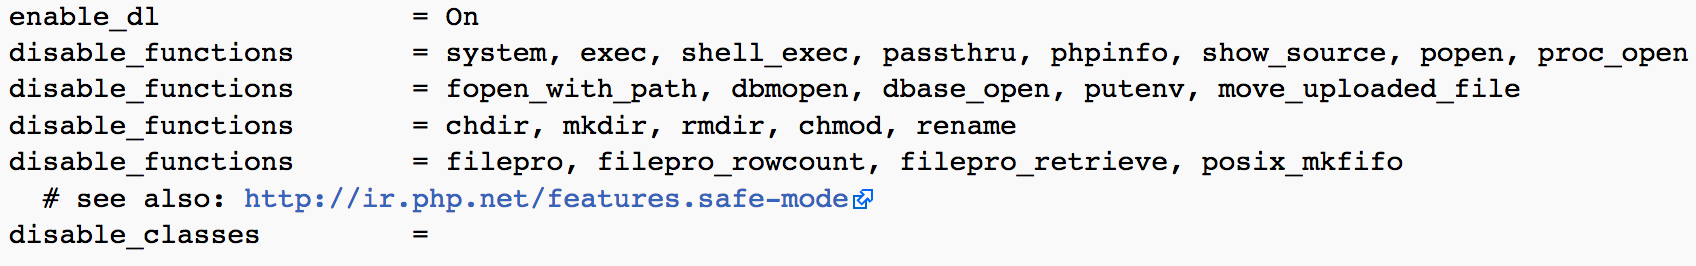 enable_dl = On
disable_functions = system, exec, shell_exec, passthru, phpinfo, show_source, popen, proc_open
disable_functions = fopen_with_path, dbmopen, dbase_open, putenv, move_uploaded_file
disable_functions = chdir, mkdir, rmdir, chmod, rename
disable_functions = filepro, filepro_rowcount, filepro_retrieve, posix_mkfifo
# see also: http://ir.php.net/features.safe-mode
disable_classes =